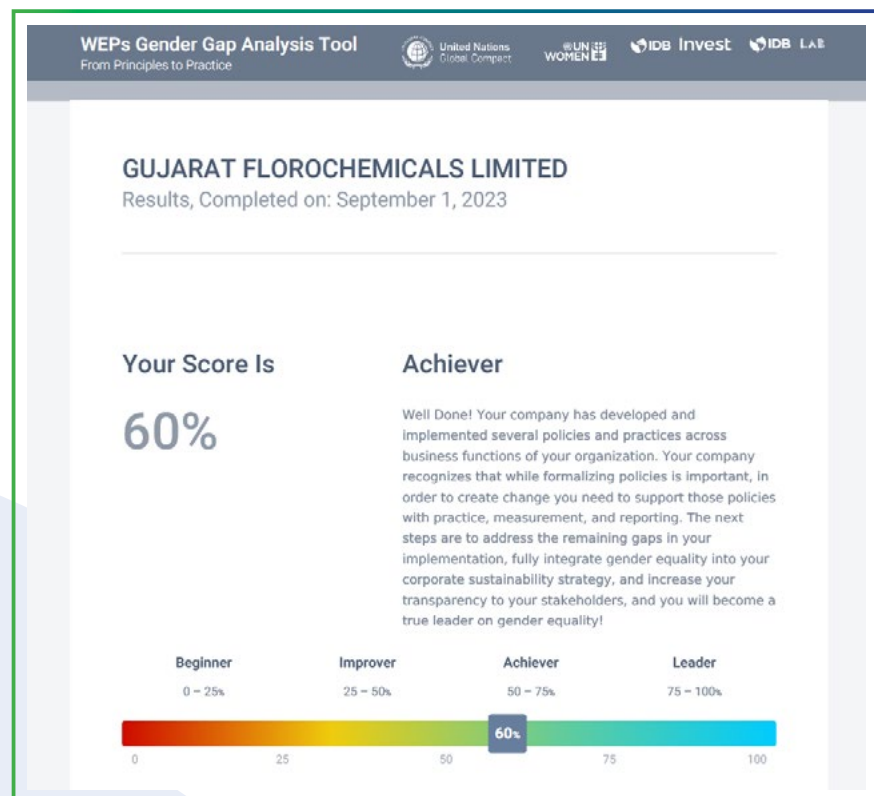 WEPs Gender Gap Analysis Tool
From Principles to Practice
United Nations
Global Compact
UN
WOMEN
IDB Invest
IDB LAB
GUJARAT FLOROCHEMICALS LIMITED
Results, Completed on: September 1, 2023
Your Score Is
60%
Achiever
Well Done! Your company has developed and
implemented several policies and practices across
business functions of your organization. Your company
recognizes that while formalizing policies is important, in
order to create change you need to support those policies
with practice, measurement, and reporting. The next
steps are to address the remaining gaps in your
implementation, fully integrate gender equality into your
corporate sustainability strategy, and increase your
transparency to your stakeholders, and you will become a
true leader on gender equality!
Beginner Improver Achiever Leader
0 – 25% 25 – 50% 50 – 75% 75 – 100%
60%
0 25 50 75 100